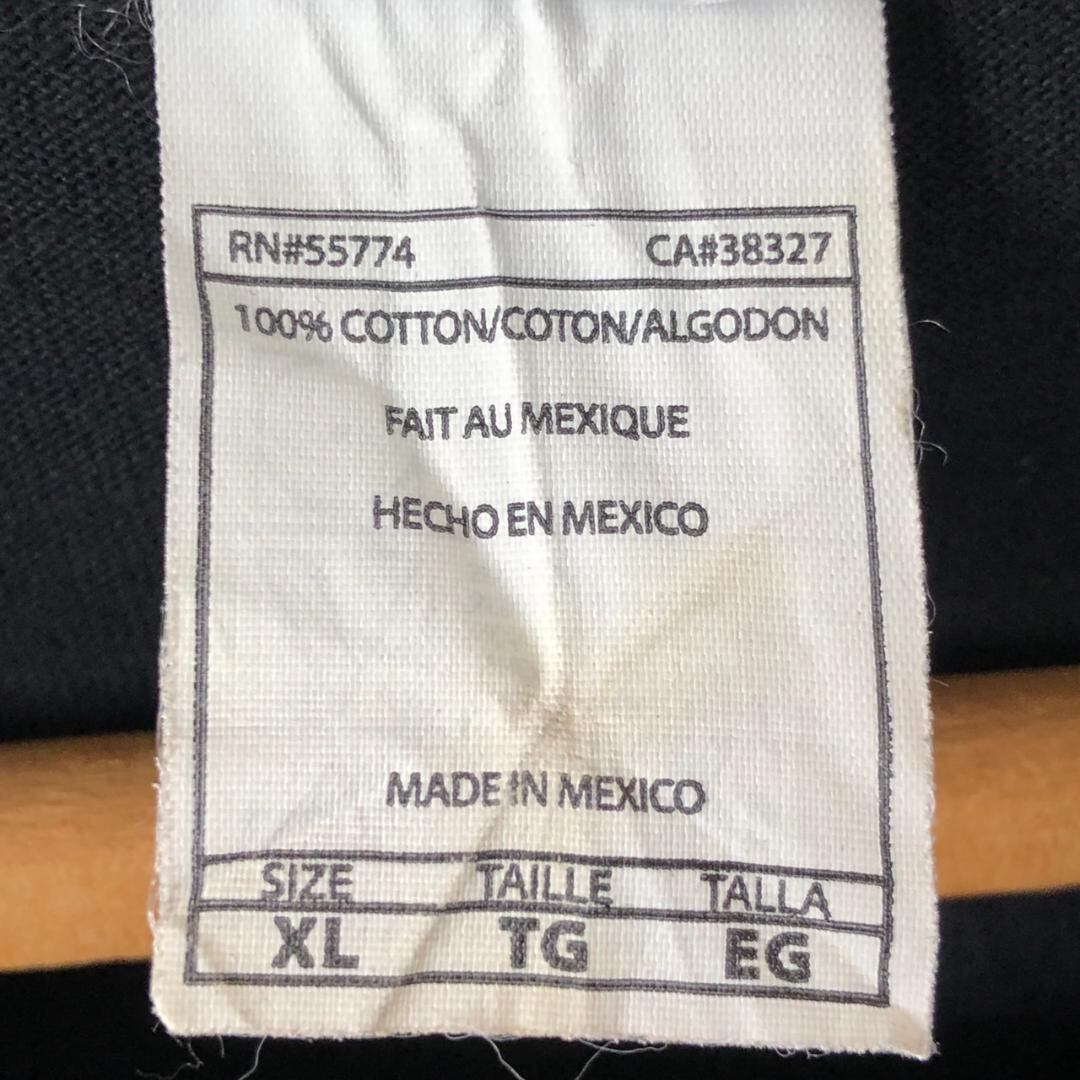 RN#55774 CA#38327
100% COTTON/COTON/ALGODON
FAIT AU MEXIQUE
HECHO EN MEXICO
MADE IN MEXICO
SIZE TAILLE TALLA
XL TG EG